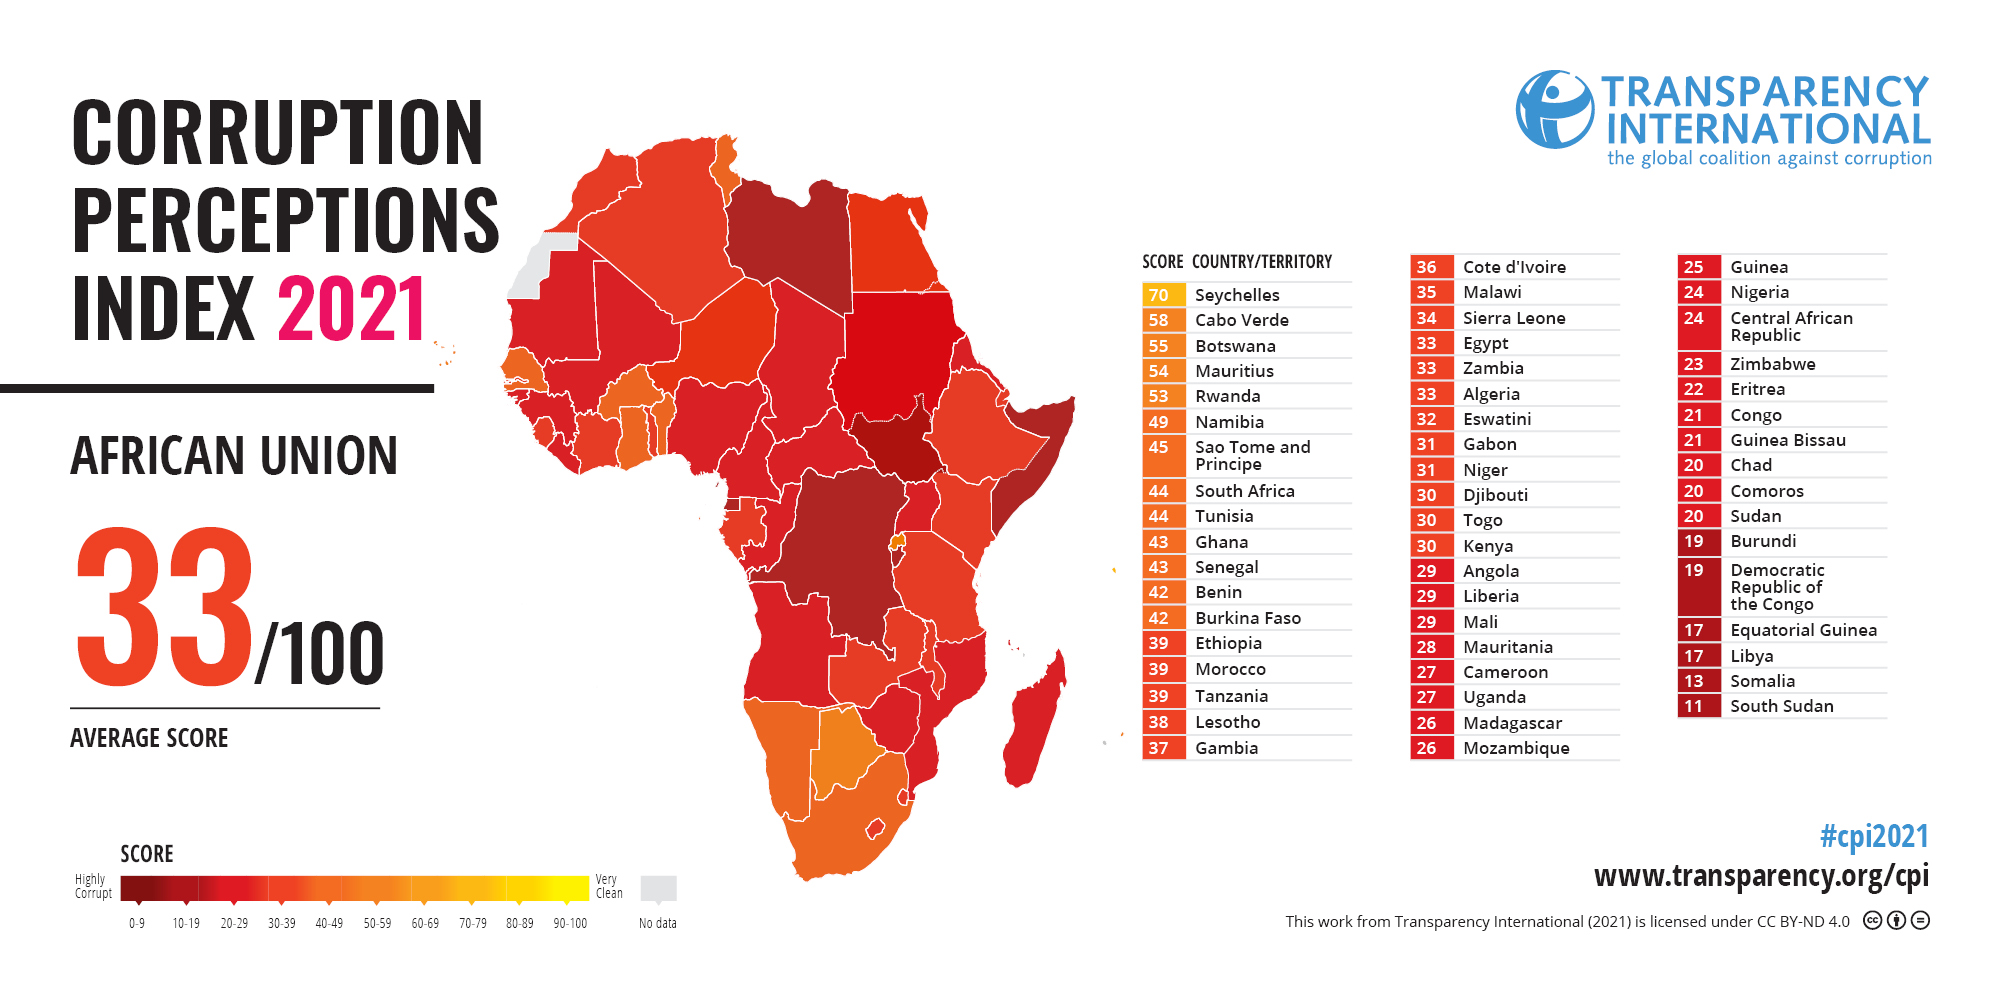 CORRUPTION
PERCEPTIONS
INDEX 2021
AFRICAN UNION
33/100
AVERAGE SCORE
SCORE
Highly
Corrupt
Very
Clean
0-9 10-19 20-29 30-39 40-49 50-59 60-69 70-79 80-89 90-100 No data
TRANSPARENCY
INTERNATIONAL
the global coalition against corruption
SCORE COUNTRY/TERRITORY
70 Seychelles
58 Cabo Verde
55 Botswana
54 Mauritius
53 Rwanda
49 Namibia
45 Sao Tome and
Principe
44 South Africa
44 Tunisia
43 Ghana
43 Senegal
42 Benin
42 Burkina Faso
39 Ethiopia
39 Morocco
39 Tanzania
38 Lesotho
37 Gambia
36 Cote d'Ivoire
35 Malawi
34 Sierra Leone
33 Egypt
33 Zambia
33 Algeria
32 Eswatini
31 Gabon
31 Niger
30 Djibouti
30 Togo
30 Kenya
29 Angola
29 Liberia
29 Mali
28 Mauritania
27 Cameroon
27 Uganda
26 Madagascar
26 Mozambique
25 Guinea
24 Nigeria
24 Central African
Republic
23 Zimbabwe
22 Eritrea
21 Congo
21 Guinea Bissau
20 Chad
20 Comoros
20 Sudan
19 Burundi
19 Democratic
Republic of
the Congo
17 Equatorial Guinea
17 Libya
13 Somalia
11 South Sudan
#cpi2021
www.transparency.org/cpi
This work from Transparency International (2021) is licensed under CC BY-ND 4.0